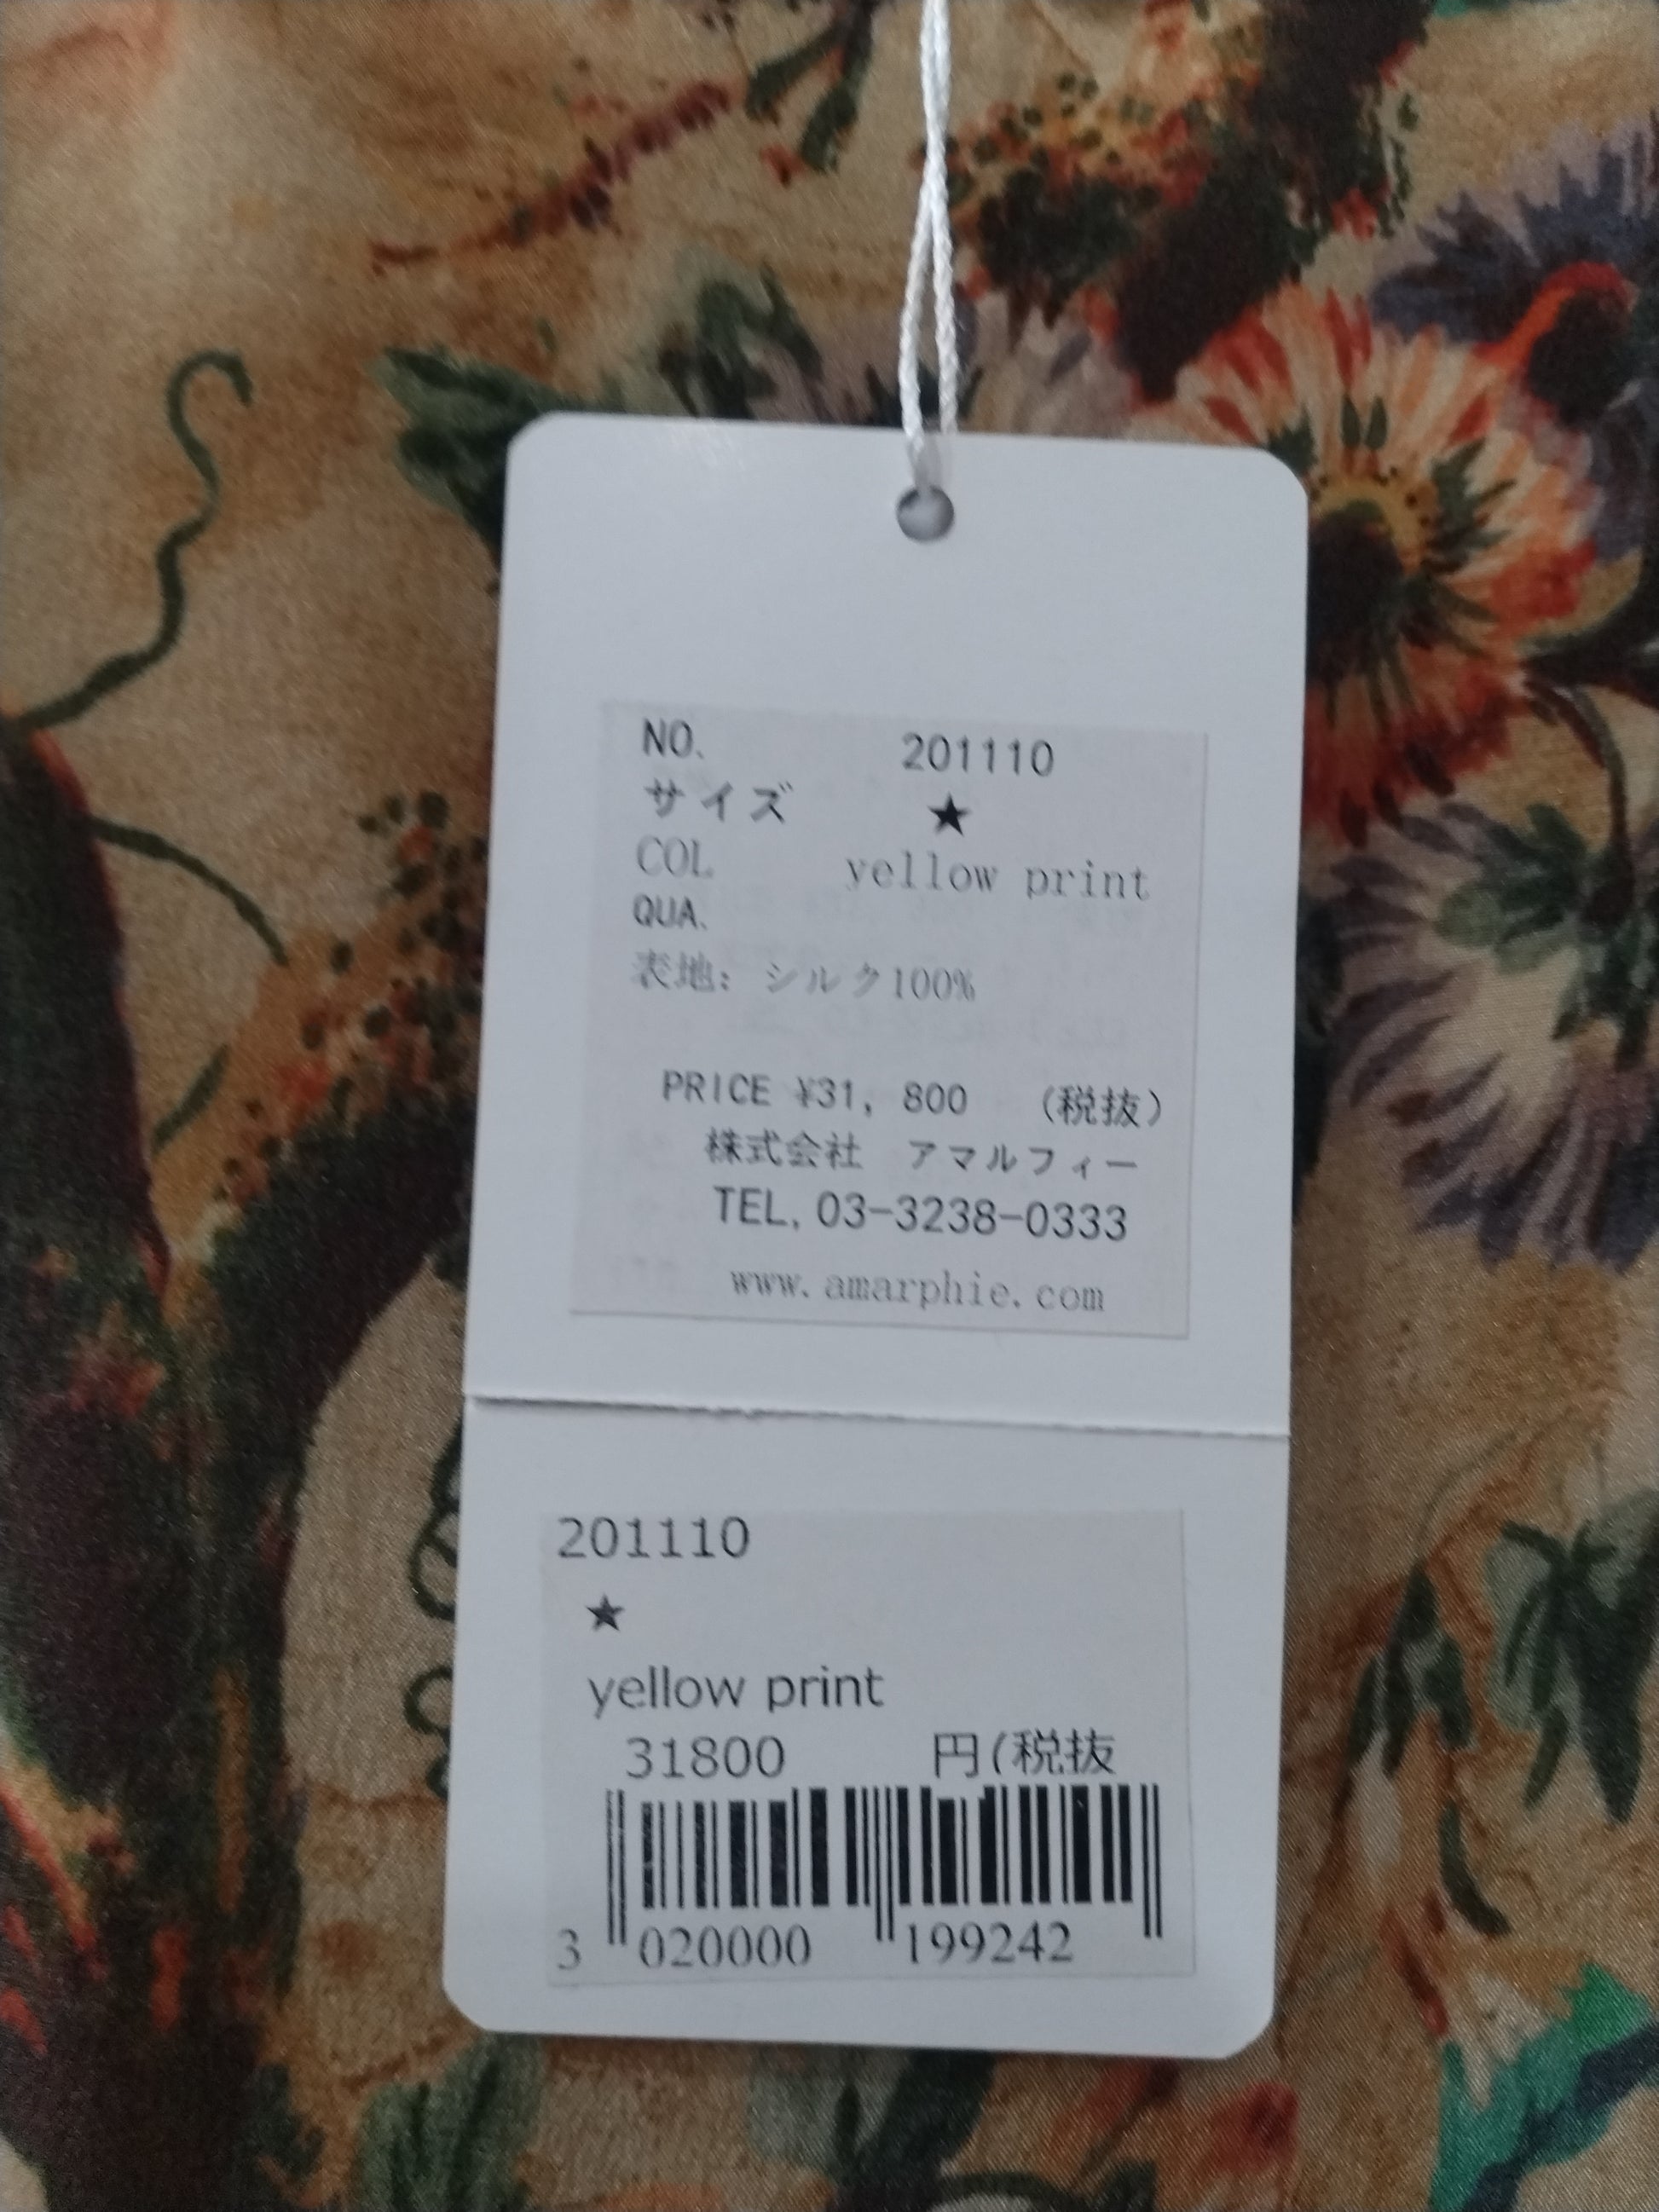 NO. 201110
サイズ ★
COL yellow print
QUA.
表地: シルク100%
PRICE ¥31, 800 (税抜)
株式会社 アマルフィー
TEL. 03-3238-0333
www. amarphie. com
201110
★
yellow print
31800 円(税抜
3 020000 199242